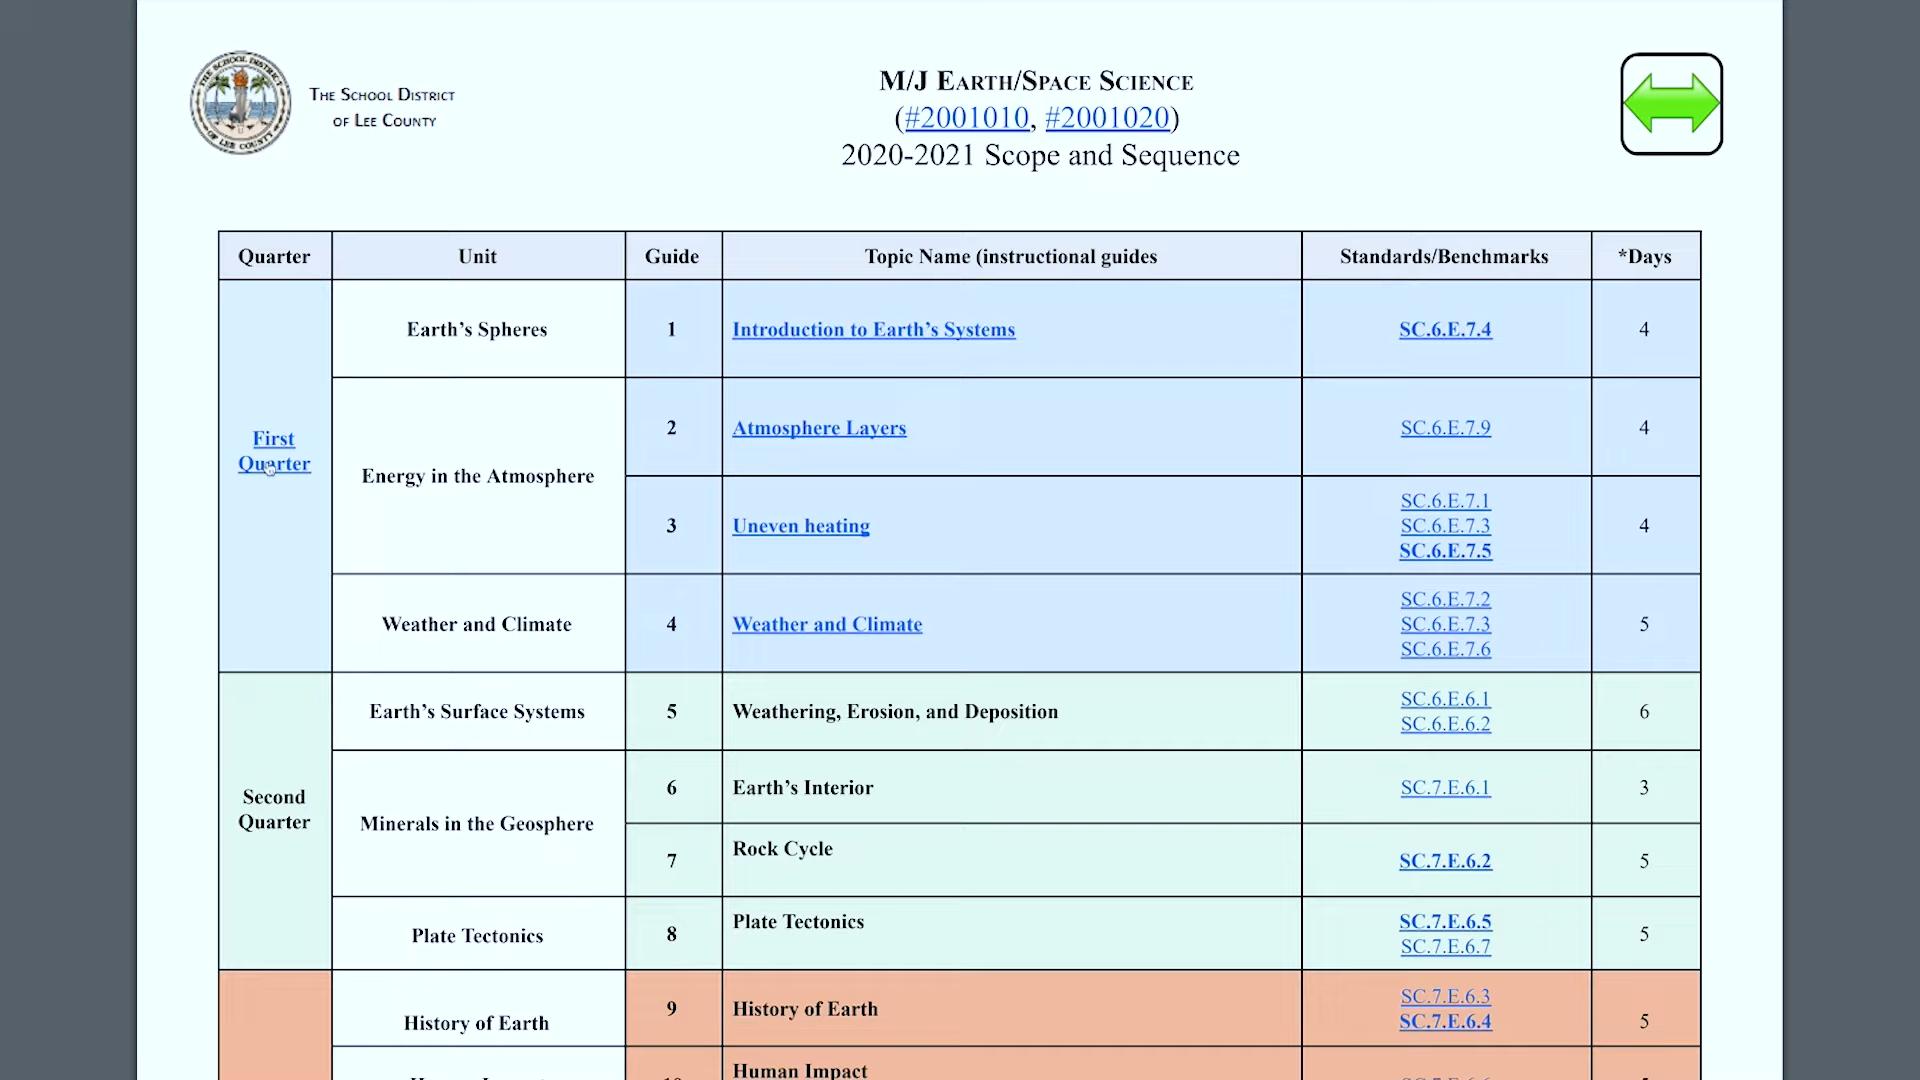 THE SCHOOL DISTRICT
OF LEE COUNTY
THE SCHOOL DISTRICT
OF LEE COUNTY
M/J EARTH/SPACE SCIENCE
(#2001010, #2001020)
2020-2021 Scope and Sequence
Quarter Unit Guide Topic Name (instructional guides Standards/Benchmarks *Days
First
Quarter
Earth’s Spheres 1 Introduction to Earth’s Systems SC.6.E.7.4 4
Energy in the Atmosphere
2 Atmosphere Layers SC.6.E.7.9 4
3 Uneven heating
SC.6.E.7.1
SC.6.E.7.3
SC.6.E.7.5
4
Weather and Climate 4 Weather and Climate
SC.6.E.7.2
SC.6.E.7.3
SC.6.E.7.6
5
Second
Quarter
Earth’s Surface Systems 5 Weathering, Erosion, and Deposition
SC.6.E.6.1
SC.6.E.6.2
6
Minerals in the Geosphere
6 Earth’s Interior SC.7.E.6.1 3
7 Rock Cycle SC.7.E.6.2 5
Plate Tectonics 8 Plate Tectonics
SC.7.E.6.5
SC.7.E.6.7
5
History of Earth 9 History of Earth
SC.7.E.6.3
SC.7.E.6.4
5
Human Impact